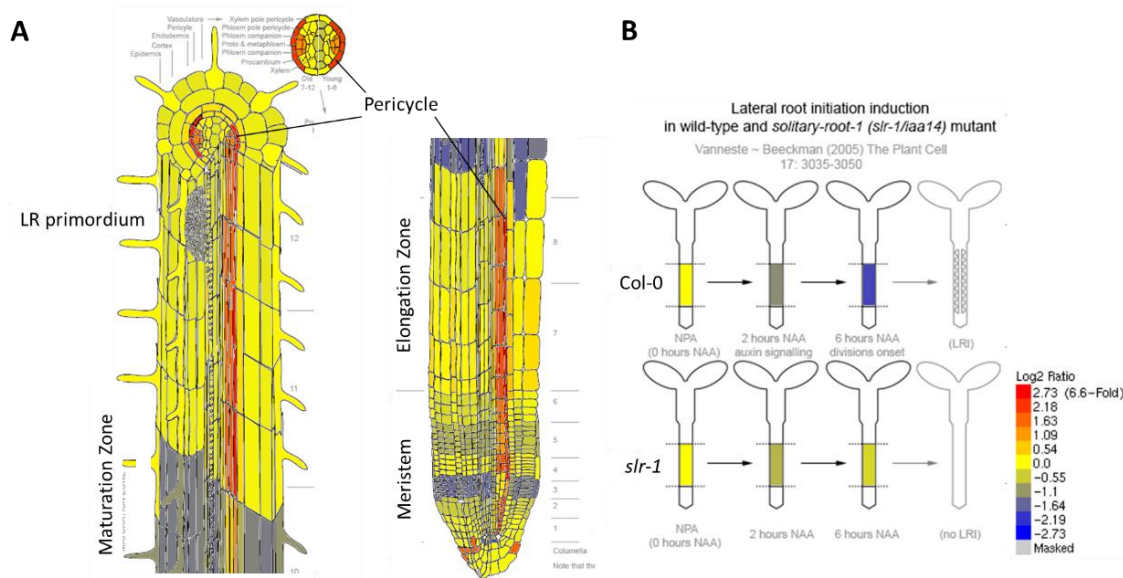 A
Vasculature
Pericyle
Endodermis
Cortex
Epidermis
Xylem pole pericycle
Phloem pole pericycle
Phloem companion
Proto & metaphloem
Phloem companion
Procambium
Xylem
Old
7-12
Young
1-6
Pericycle
LR primordium
12
11
10
Maturation Zone
Elongation Zone
Meristem
8
7
6
5
4
3
2
1
Columella
Note that the
B
Lateral root initiation induction
in wild-type and solitary-root-1 (slr-1/iaa14) mutant
Vanneste ~ Beeckman (2005) The Plant Cell
17: 3035-3050
Col-0
NPA
(0 hours NAA)
2 hours NAA
auxin signalling
6 hours NAA
divisions onset
(LRI)
slr-1
NPA
(0 hours NAA)
2 hours NAA
6 hours NAA
(no LRI)
Log2 Ratio
2.73 (6.6-Fold)
2.18
1.63
1.09
0.54
0.0
-0.55
-1.1
-1.64
-2.19
-2.73
Masked